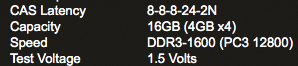 CAS Latency 8-8-8-24-2N
Capacity 16GB (4GB x4)
Speed DDR3-1600 (PC3 12800)
Test Voltage 1.5 Volts